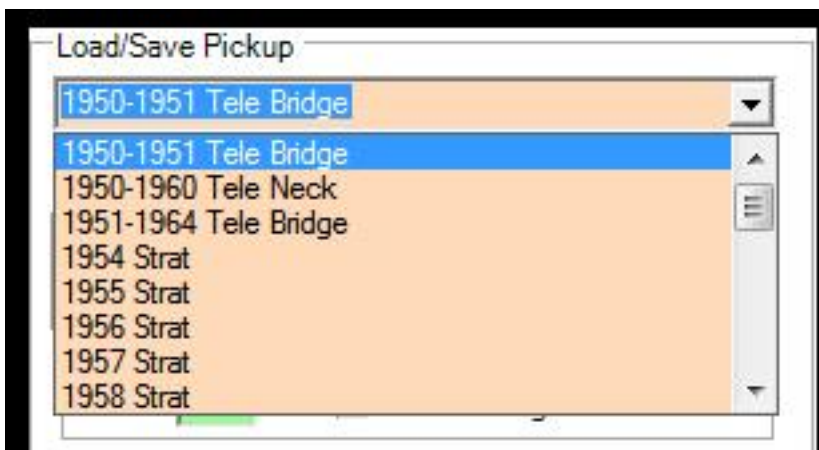 Load/Save Pickup
1950-1951 Tele Bridge
1950-1951 Tele Bridge
1950-1960 Tele Neck
1951-1964 Tele Bridge
1954 Strat
1955 Strat
1956 Strat
1957 Strat
1958 Strat